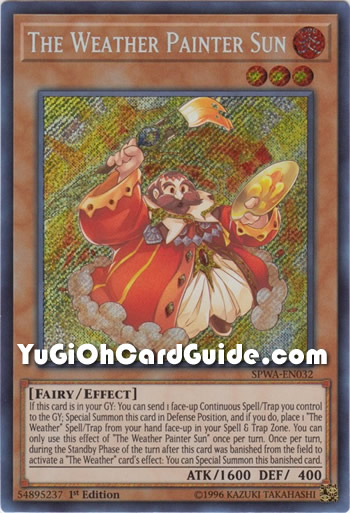 THE WEATHER PAINTER SUN
YuGiOhCardGuide.com
SPWA-EN032
[FAIRY/EFFECT]
If this card is in your GY: You can send 1 face-up Continuous Spell/Trap you control
to the GY; Special Summon this card in Defense Position, and if you do, place 1 "The
Weather" Spell/Trap from your hand face-up in your Spell & Trap Zone. You can
only use this effect of "The Weather Painter Sun" once per turn. Once per turn,
during the Standby Phase of the turn after this card was banished from the field to
activate a "The Weather" card's effect: You can Special Summon this banished card.
ATK/1600 DEF/ 400
54895237 1st Edition ©1996 KAZUKI TAKAHASHI